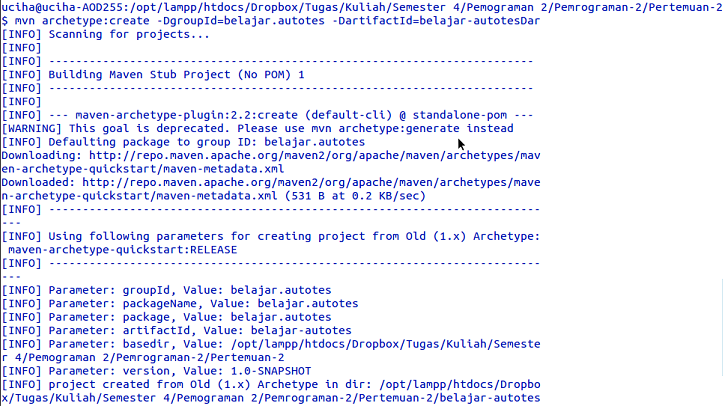 uciha@uciha-AOD255:/opt/lampp/htdocs/Dropbox/Tugas/Kuliah/Semester 4/Pemograman 2/Pemrograman-2/Pertemuan-2
$ mvn archetype:create -DgroupId=belajar.autotes -DartifactId=belajar-autotesDar
[INFO] Scanning for projects...
[INFO]
[INFO] ------------------------------------------------------------------------
[INFO] Building Maven Stub Project (No POM) 1
[INFO] ------------------------------------------------------------------------
[INFO]
[INFO] --- maven-archetype-plugin:2.2:create (default-cli) @ standalone-pom ---
[WARNING] This goal is deprecated. Please use mvn archetype:generate instead
[INFO] Defaulting package to group ID: belajar.autotes
Downloading: http://repo.maven.apache.org/maven2/org/apache/maven/archetypes/mav
en-archetype-quickstart/maven-metadata.xml
Downloaded: http://repo.maven.apache.org/maven2/org/apache/maven/archetypes/mave
n-archetype-quickstart/maven-metadata.xml (531 B at 0.2 KB/sec)
[INFO] -------------------------------------------------------------------------
---
[INFO] Using following parameters for creating project from Old (1.x) Archetype:
maven-archetype-quickstart:RELEASE
[INFO] -------------------------------------------------------------------------
---
[INFO] Parameter: groupId, Value: belajar.autotes
[INFO] Parameter: packageName, Value: belajar.autotes
[INFO] Parameter: package, Value: belajar.autotes
[INFO] Parameter: artifactId, Value: belajar-autotes
[INFO] Parameter: basedir, Value: /opt/lampp/htdocs/Dropbox/Tugas/Kuliah/Semeste
r 4/Pemograman 2/Pemrograman-2/Pertemuan-2
[INFO] Parameter: version, Value: 1.0-SNAPSHOT
[INFO] project created from Old (1.x) Archetype in dir: /opt/lampp/htdocs/Dropbo
x/Tugas/Kuliah/Semester 4/Pemograman 2/Pemrograman-2/Pertemuan-2/belajar-autotes